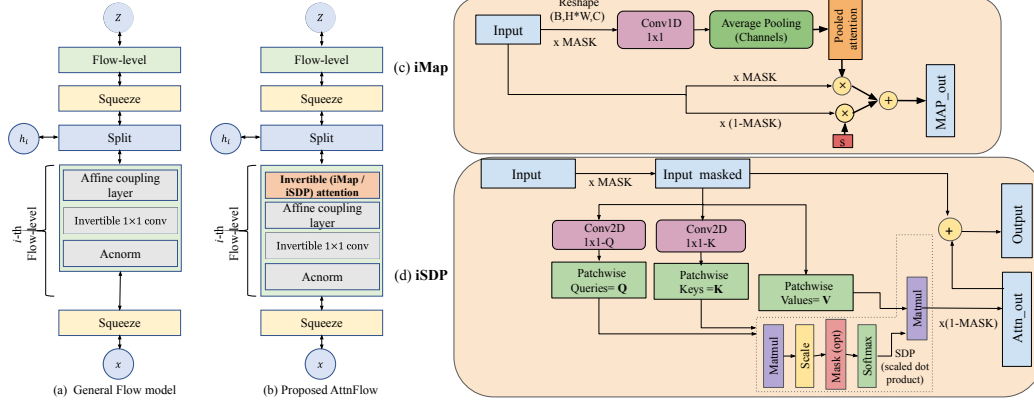 Z
Flow-level
Squeeze
Split
h_i
Affine coupling
layer
Invertible 1×1 conv
Acnorm
i-th
Flow-level
Squeeze
x
(a) General Flow model
Z
Flow-level
Squeeze
Split
h_i
Invertible (iMap /
iSDP) attention
Affine coupling
layer
Invertible 1×1 conv
Acnorm
i-th
Flow-level
Squeeze
x
(b) Proposed AttnFlow
(c) iMap
Input
Reshape
(B,H*W,C)
x MASK
Conv1D
1x1
Average Pooling
(Channels)
Pooled
attention
x MASK
x (1-MASK)
×
×
s
+
MAP_out
(d) iSDP
Input
x MASK
Input masked
Conv2D
1x1-Q
Conv2D
1x1-K
Patchwise
Queries= Q
Patchwise
Keys =K
Patchwise
Values= V
Matmul
Scale
Mask (opt)
Softmax
SDP
(scaled dot
product)
Matmul
x(1-MASK)
+
Output
Attn_out